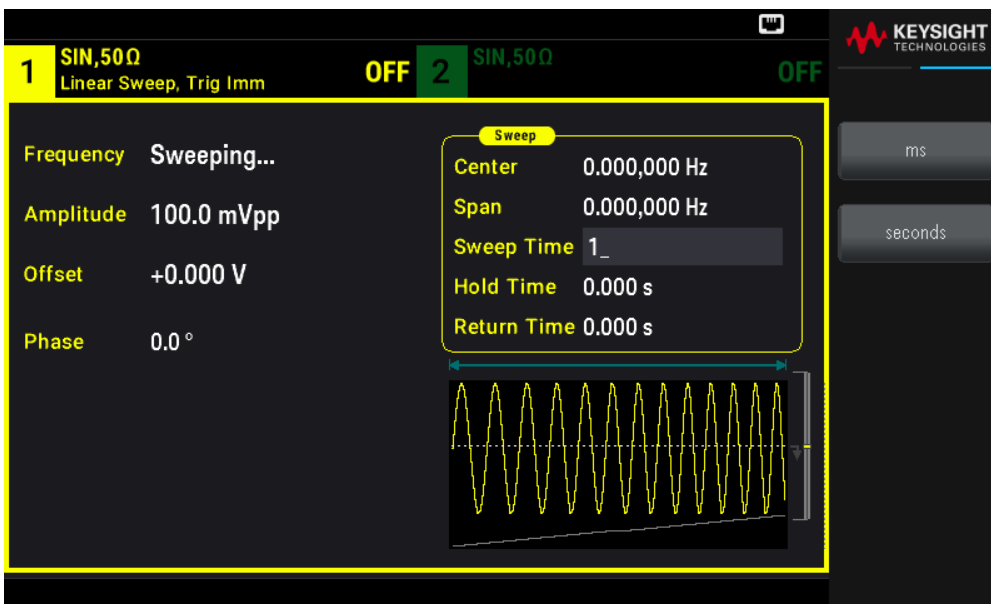 KEYSIGHT
TECHNOLOGIES
1
SIN,50Ω
Linear Sweep, Trig Imm
OFF
2
SIN,50Ω
OFF
Frequency Sweeping...
Amplitude 100.0 mVpp
Offset +0.000 V
Phase 0.0 °
Sweep
Center 0.000,000 Hz
Span 0.000,000 Hz
Sweep Time 1_
Hold Time 0.000 s
Return Time 0.000 s
ms
seconds